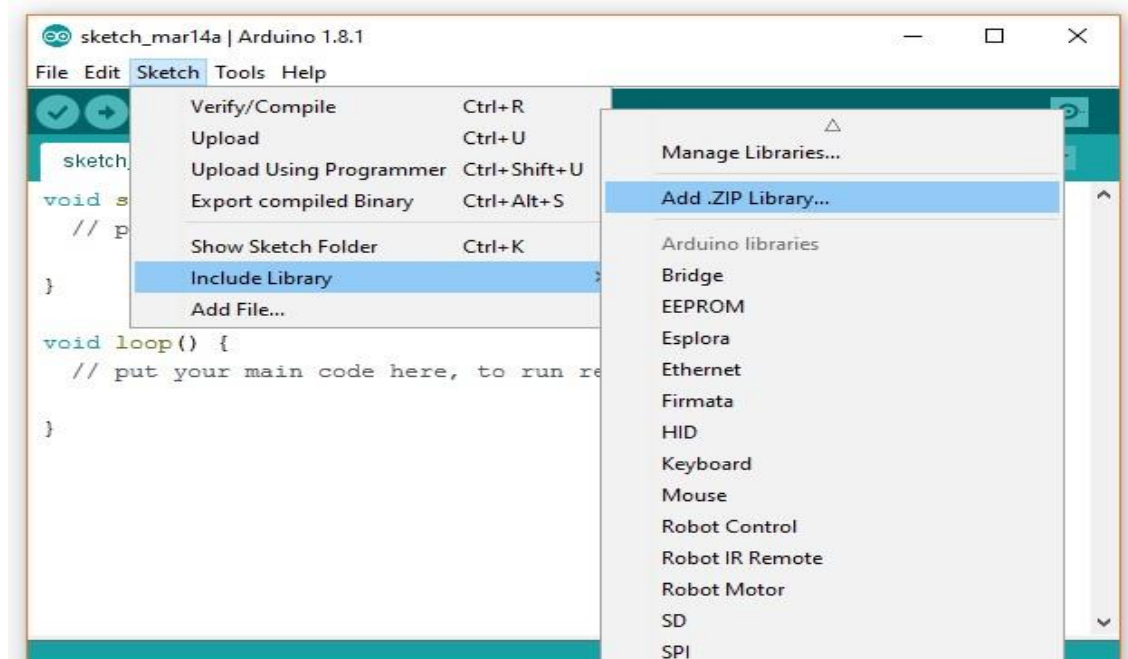 sketch_mar14a | Arduino 1.8.1
File Edit Sketch Tools Help
Verify/Compile Ctrl+R
Upload Ctrl+U
Upload Using Programmer Ctrl+Shift+U
Export compiled Binary Ctrl+Alt+S
Show Sketch Folder Ctrl+K
Include Library
Add File...
Manage Libraries...
Add .ZIP Library...
Arduino libraries
Bridge
EEPROM
Esplora
Ethernet
Firmata
HID
Keyboard
Mouse
Robot Control
Robot IR Remote
Robot Motor
SD
SPI
sketch_
void s
// p
}
void loop() {
// put your main code here, to run re
}